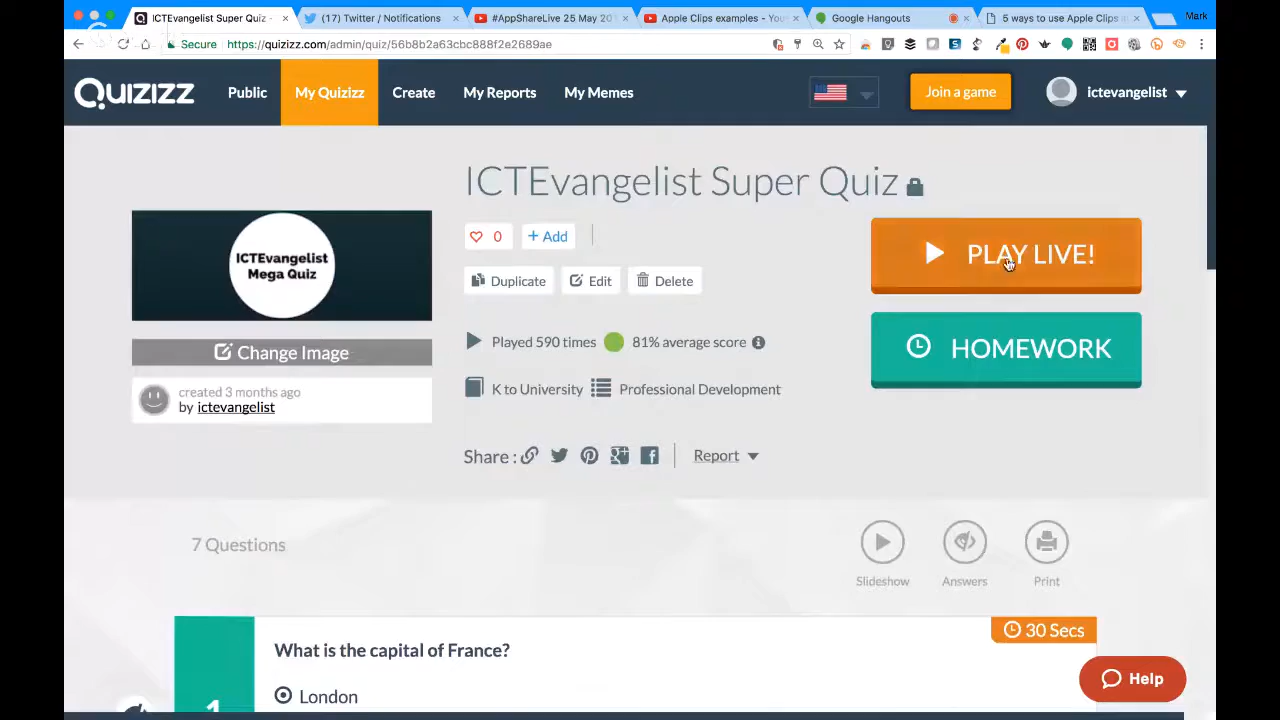 ICTEvangelist Super Quiz -
(17) Twitter / Notifications
#AppShareLive 25 May 20
Apple Clips examples - You
Google Hangouts
5 ways to use Apple Clips a
Mark
Secure
https://quizizz.com/admin/quiz/56b8b2a63cbc888f2e2689ae
QUIZIZZ
Public
My Quizizz
Create
My Reports
My Memes
Join a game
ictevangelist
ICTEvangelist Super Quiz
ICTEvangelist
Mega Quiz
0
+ Add
PLAY LIVE!
Duplicate
Edit
Delete
Played 590 times
81% average score
HOMEWORK
Change Image
created 3 months ago
by ictevangelist
K to University
Professional Development
Share :
Report
7 Questions
Slideshow
Answers
Print
30 Secs
What is the capital of France?
London
1
Help